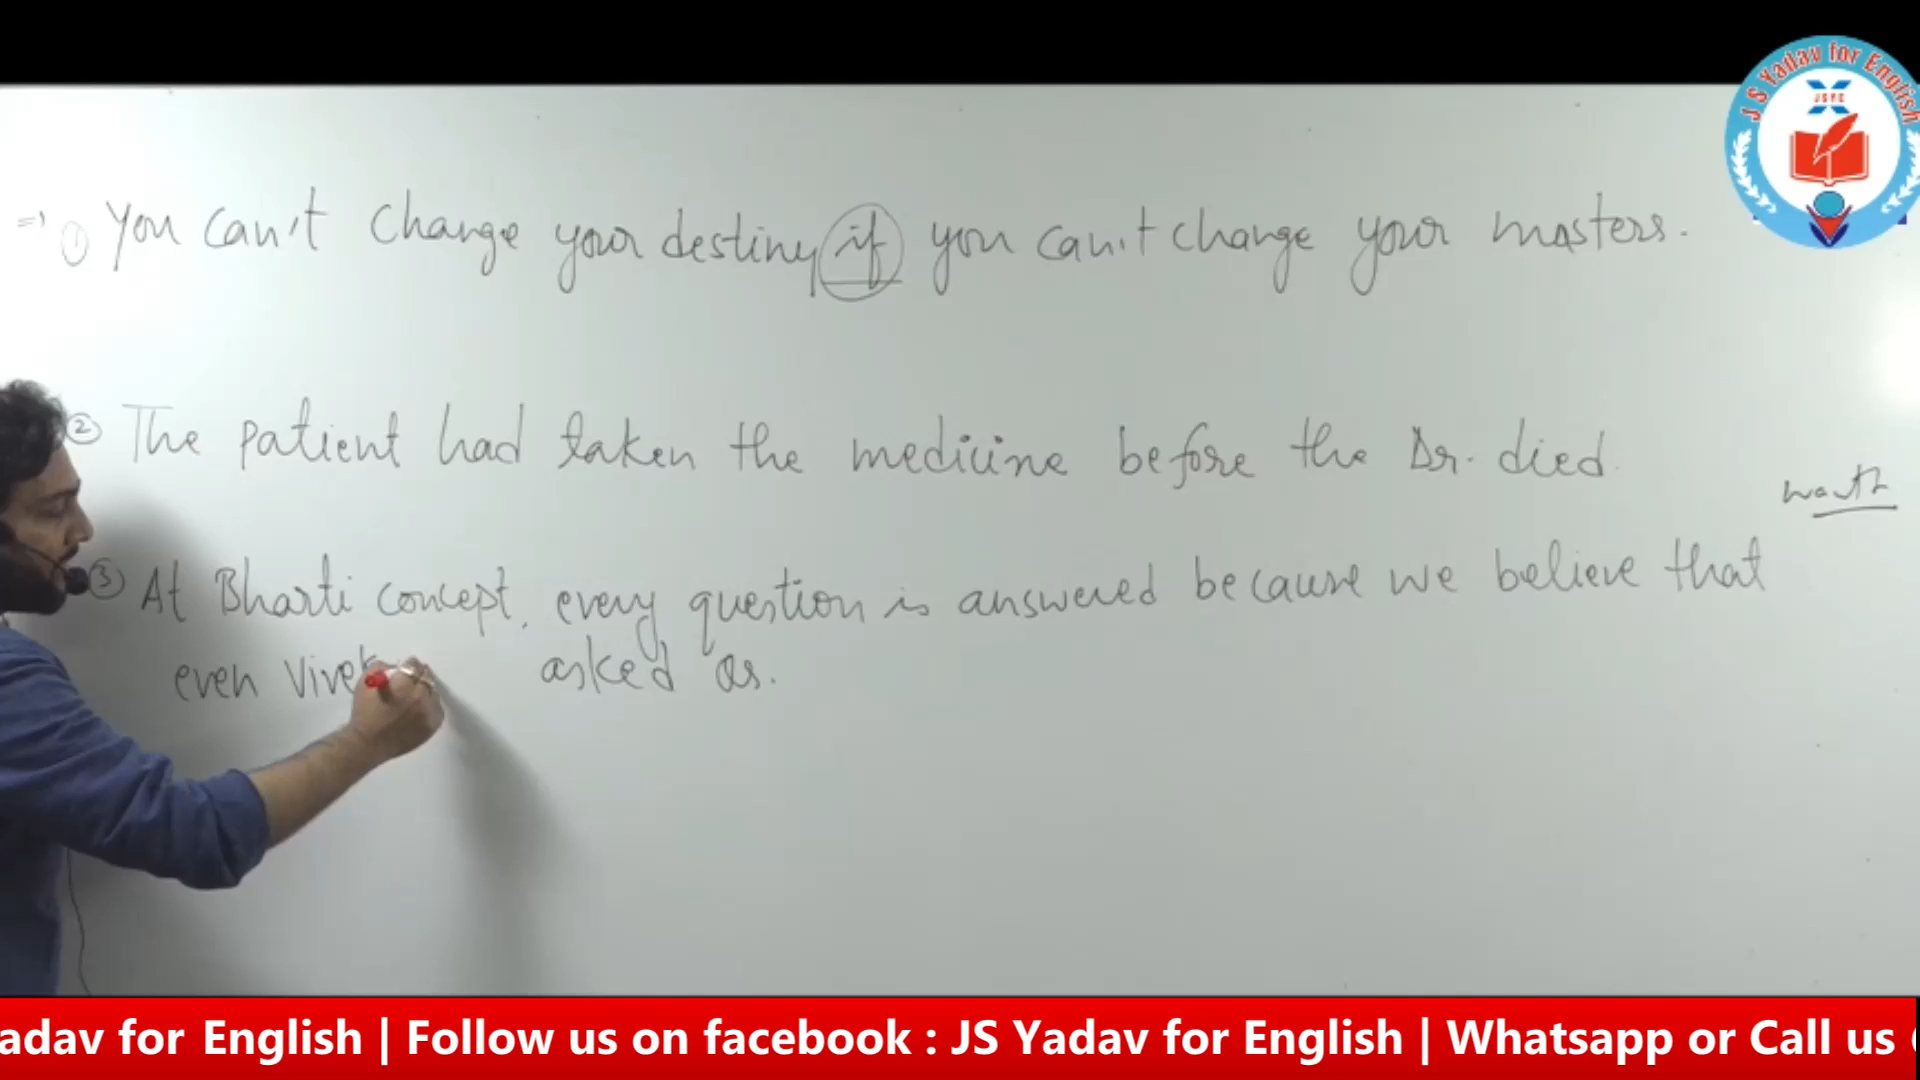 J S Yadav for English
JSYE
=) ① You can't change your destiny, if you can't change your masters.
② The patient had taken the medicine before the Dr. died.
③ At Bharti concept, every question is answered because we believe that
even Vivek asked as.
adav for English | Follow us on facebook : JS Yadav for English | Whatsapp or Call us